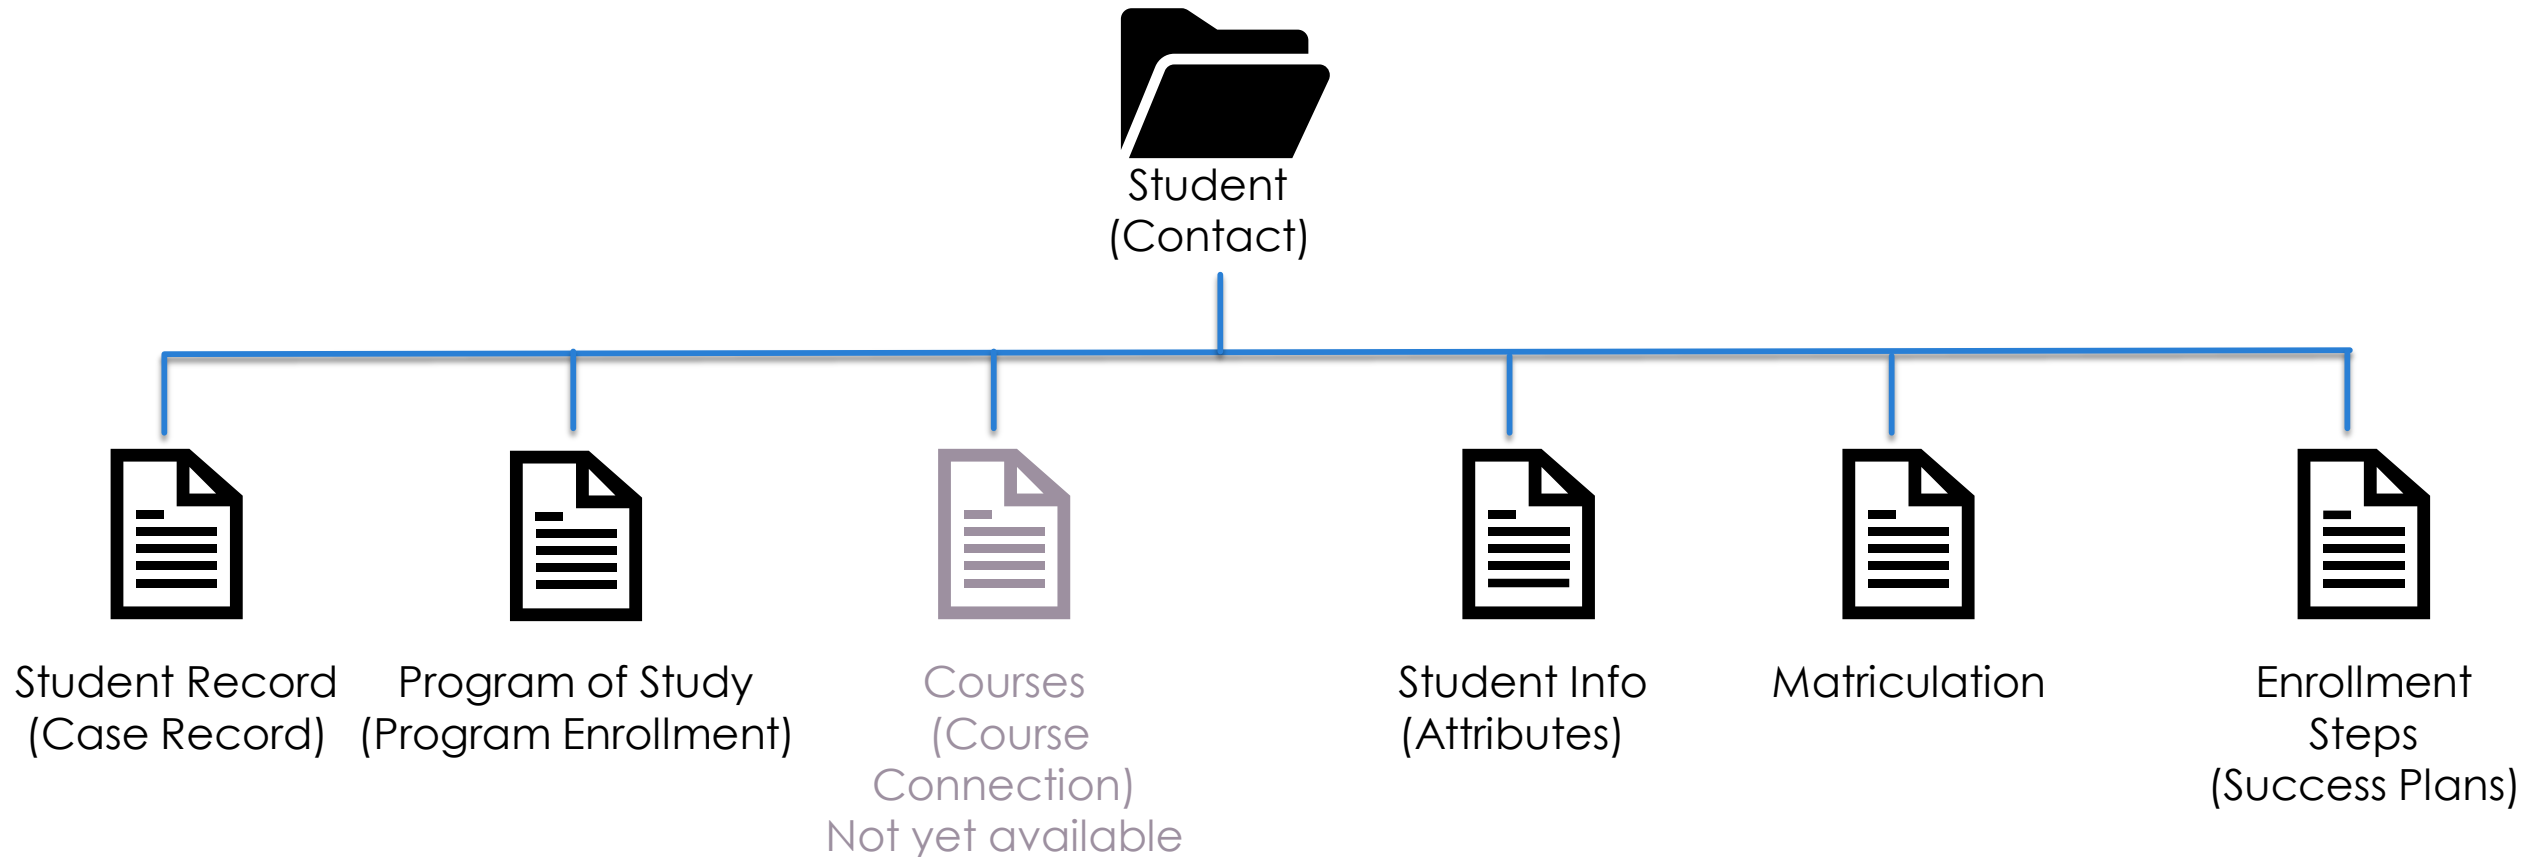 Student
(Contact)
Student Record
(Case Record)
Program of Study
(Program Enrollment)
Courses
(Course
Connection)
Not yet available
Student Info
(Attributes)
Matriculation
Enrollment
Steps
(Success Plans)